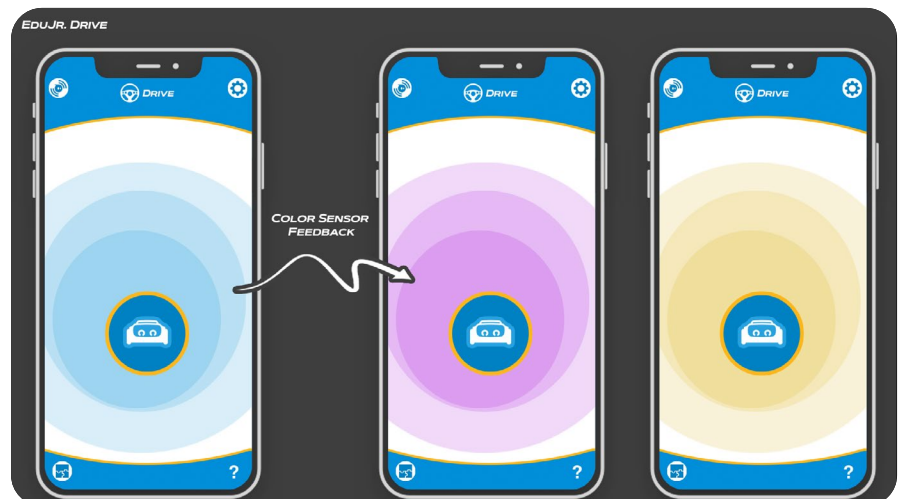 EDUJR. DRIVE
DRIVE
DRIVE
DRIVE
COLOR SENSOR
FEEDBACK
?
?
?